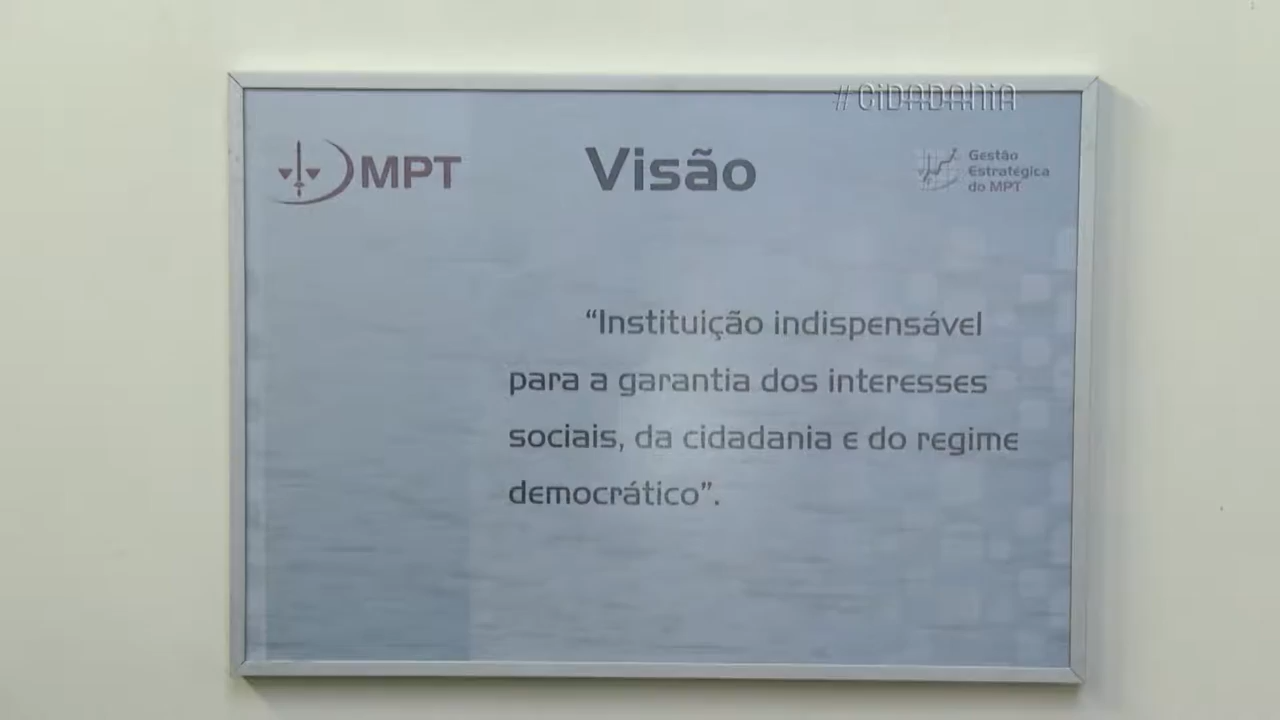 #CiDADANiA
MPT
Visão
Gestão
Estratégica
do MPT
“Instituição indispensável
para a garantia dos interesses
sociais, da cidadania e do regime
democrático”.